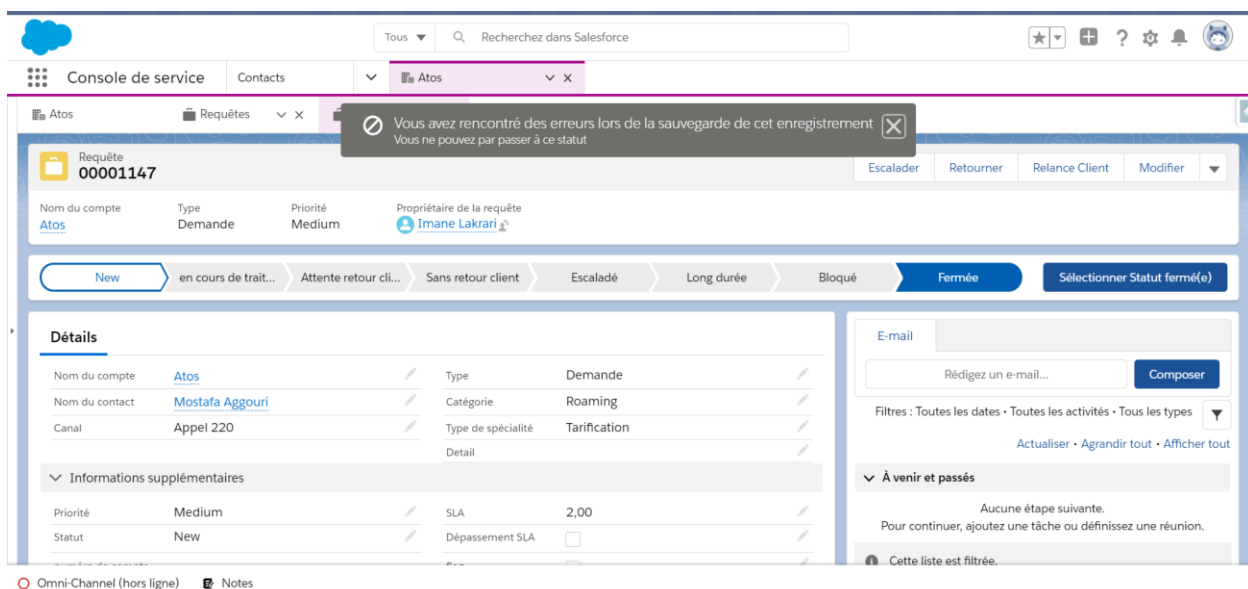 Tous
Recherchez dans Salesforce
Console de service
Contacts
Atos
Atos
Requêtes
Vous avez rencontré des erreurs lors de la sauvegarde de cet enregistrement
Vous ne pouvez par passer à ce statut
Requête
00001147
Escalader
Retourner
Relance Client
Modifier
Nom du compte
Type
Priorité
Propriétaire de la requête
Atos
Demande
Medium
Imane Lakrari
New
en cours de trait...
Attente retour cli...
Sans retour client
Escaladé
Long durée
Bloqué
Fermée
Sélectionner Statut fermé(e)
Détails
Nom du compte
Atos
Type
Demande
Nom du contact
Mostafa Aggouri
Catégorie
Roaming
Canal
Appel 220
Type de spécialité
Tarification
Detail
Informations supplémentaires
Priorité
Medium
SLA
2,00
Statut
New
Dépassement SLA
E-mail
Rédigez un e-mail...
Composer
Filtres : Toutes les dates • Toutes les activités • Tous les types
Actualiser • Agrandir tout • Afficher tout
À venir et passés
Aucune étape suivante.
Pour continuer, ajoutez une tâche ou définissez une réunion.
Cette liste est filtrée.
Omni-Channel (hors ligne)
Notes